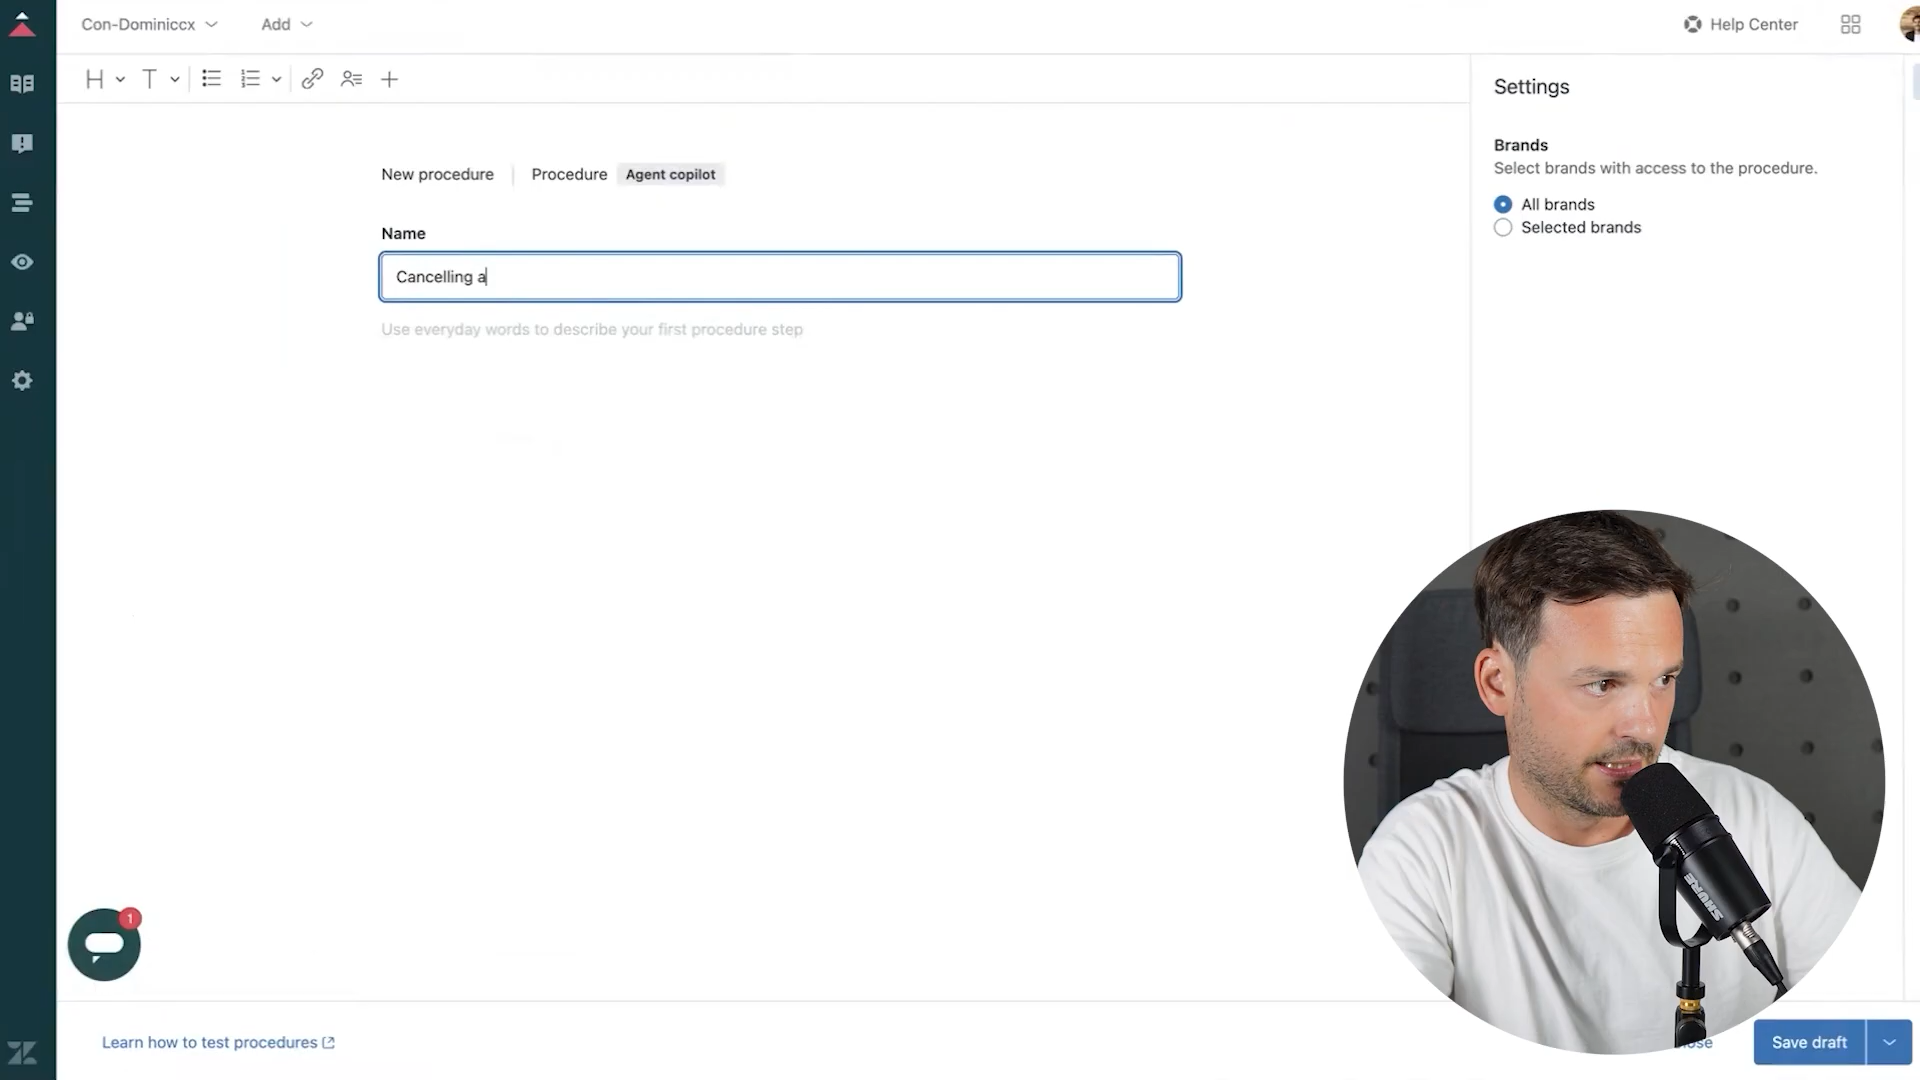 Con-Dominiccx
Add
Help Center
H
T
Settings
Brands
Select brands with access to the procedure.
All brands
Selected brands
New procedure
Procedure
Agent copilot
Name
Cancelling a
Use everyday words to describe your first procedure step
SHURE
1
Learn how to test procedures
ose
Save draft